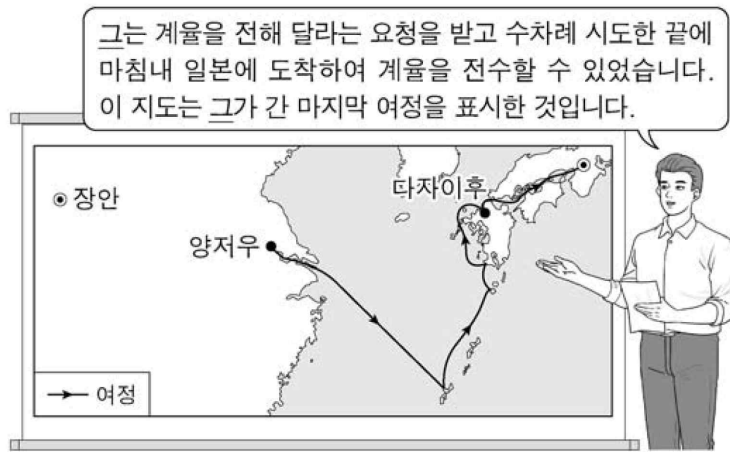 그는 계율을 전해 달라는 요청을 받고 수차례 시도한 끝에
마침내 일본에 도착하여 계율을 전수할 수 있었습니다.
이 지도는 그가 간 마지막 여정을 표시한 것입니다.
장안
다자이후
양저우
여정